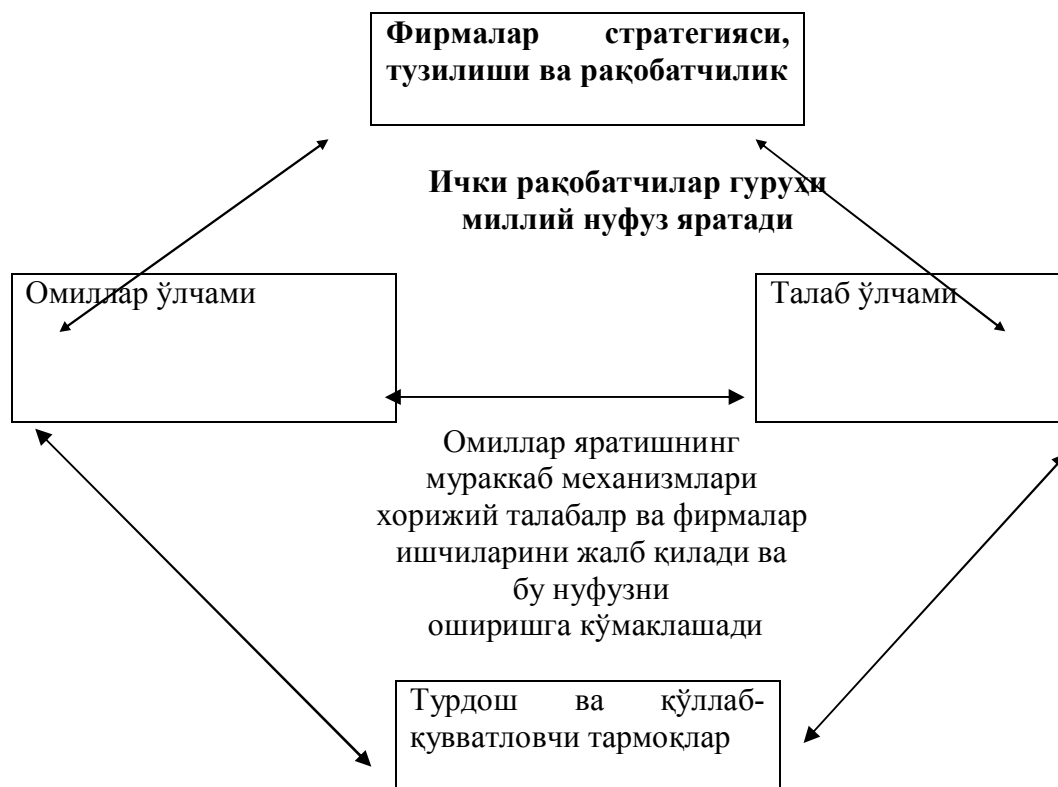 Фирмалар стратегияси,
тузилиши ва рақобатчилик
Ички рақобатчилар гуруҳи
миллий нуфуз яратади
Омиллар ўлчами
Талаб ўлчами
Омиллар яратишнинг
мураккаб механизмлари
хорижий талабалр ва фирмалар
ишчиларини жалб қилади ва
бу нуфузни
оширишга кўмаклашади
Турдош ва қўллаб-
қувватловчи тармоқлар